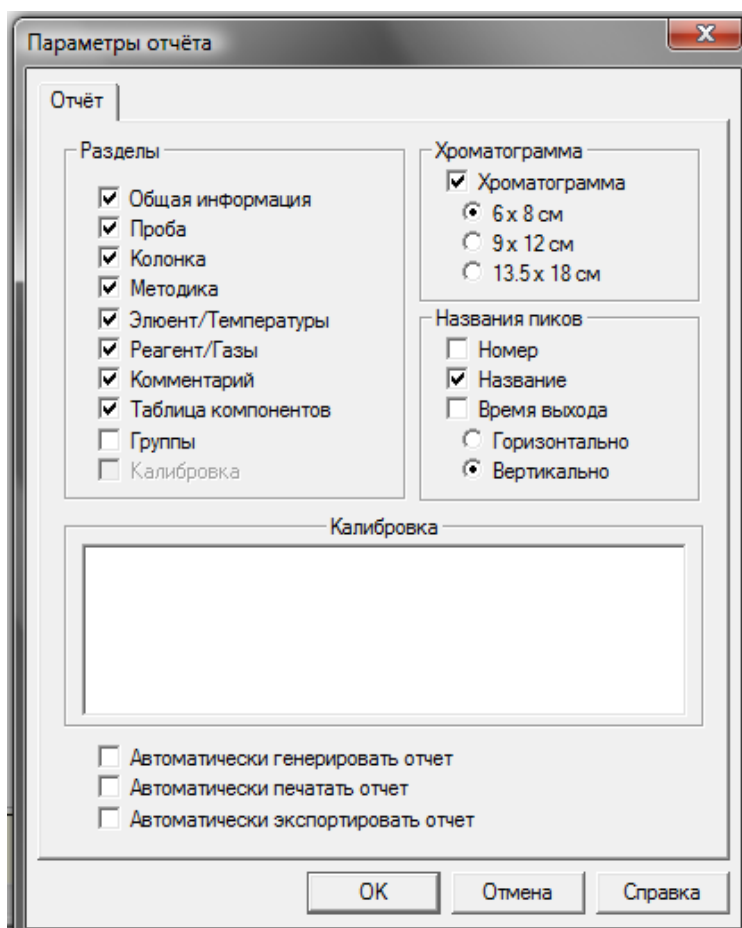 Параметры отчёта
Отчёт
Разделы
Общая информация
Проба
Колонка
Методика
Элюент/Температуры
Реагент/Газы
Комментарий
Таблица компонентов
Группы
Калибровка
Хроматограмма
Хроматограмма
6 x 8 см
9 x 12 см
13.5 x 18 см
Названия пиков
Номер
Название
Время выхода
Горизонтально
Вертикально
Калибровка
Автоматически генерировать отчет
Автоматически печатать отчет
Автоматически экспортировать отчет
OK
Отмена
Справка